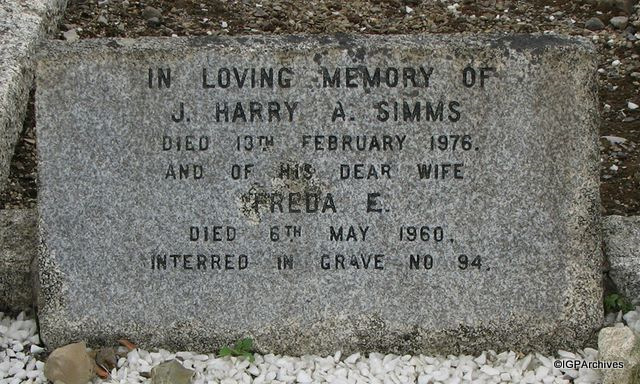 IN LOVING MEMORY OF
J. HARRY A. SIMMS
DIED 13TH FEBRUARY 1976.
AND OF HIS DEAR WIFE
FREDA E.
DIED 6TH MAY 1960.
INTERRED IN GRAVE NO 94.
©IGPArchives